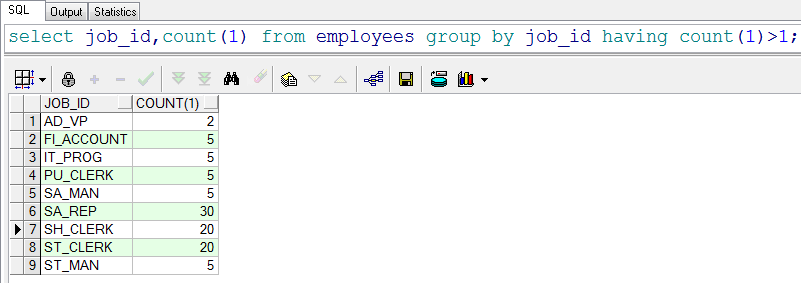 SQL Output Statistics
select job_id,count(1) from employees group by job_id having count(1)>1;
JOB_ID COUNT(1)
1 AD_VP 2
2 FI_ACCOUNT 5
3 IT_PROG 5
4 PU_CLERK 5
5 SA_MAN 5
6 SA_REP 30
7 SH_CLERK 20
8 ST_CLERK 20
9 ST_MAN 5